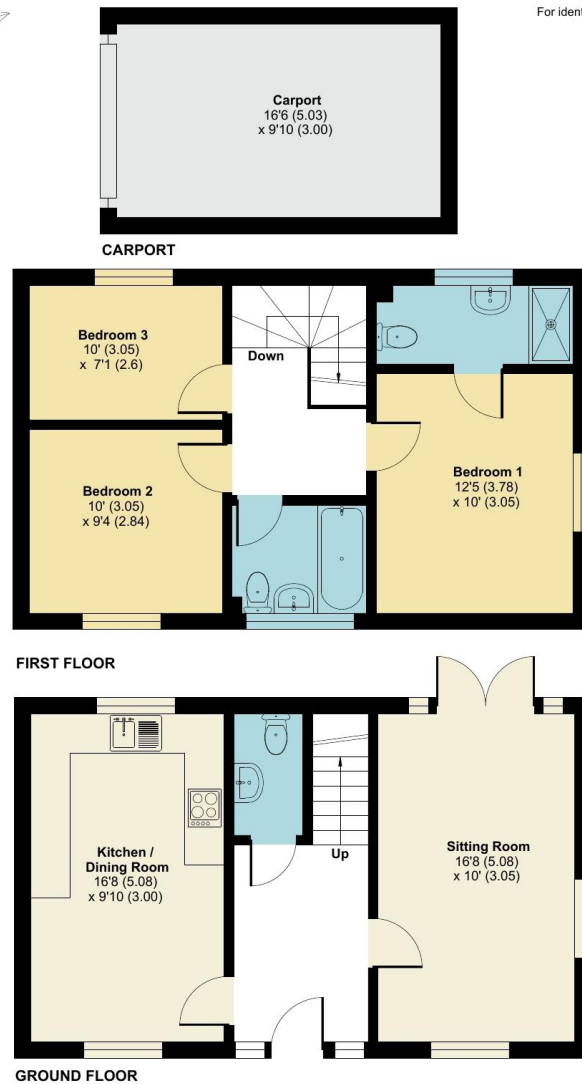 For ident
Carport
16'6 (5.03)
x 9'10 (3.00)
CARPORT
Bedroom 3
10' (3.05)
x 7'1 (2.6)
Down
Bedroom 2
10' (3.05)
x 9'4 (2.84)
Bedroom 1
12'5 (3.78)
x 10' (3.05)
FIRST FLOOR
Kitchen /
Dining Room
16'8 (5.08)
x 9'10 (3.00)
Up
Sitting Room
16'8 (5.08)
x 10' (3.05)
GROUND FLOOR